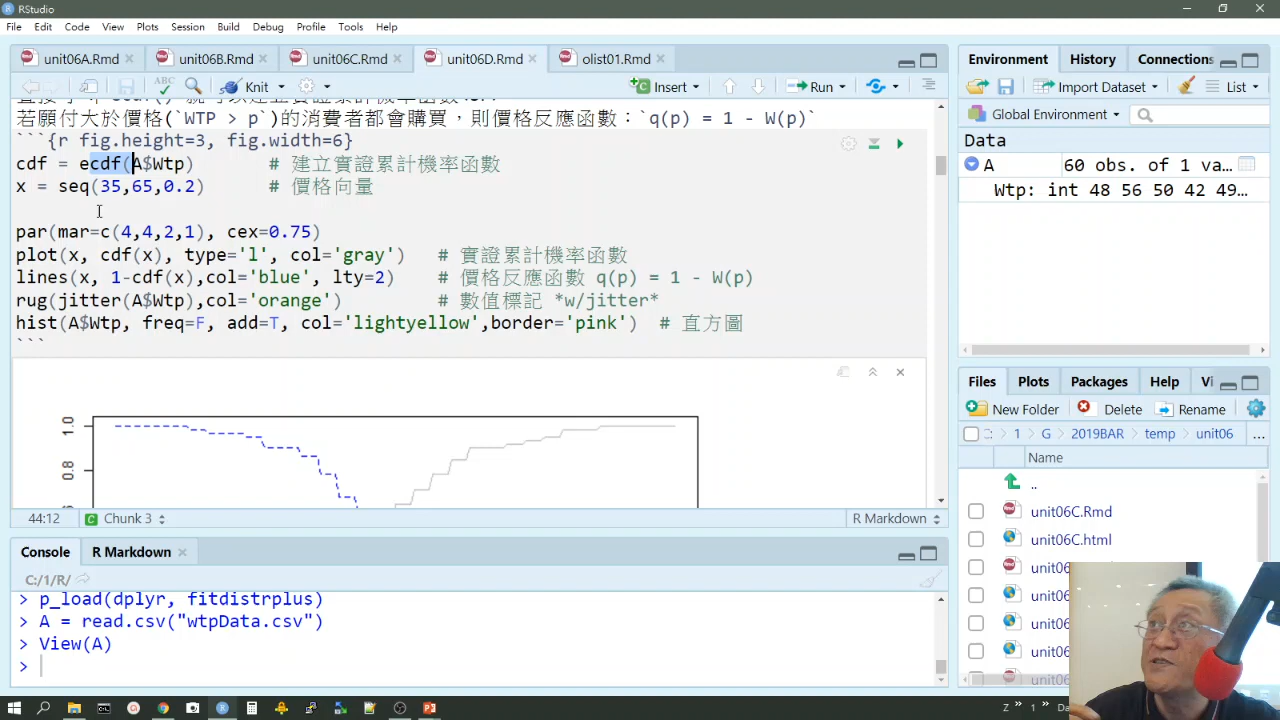 RStudio
File Edit Code View Plots Session Build Debug Profile Tools Help
unit06A.Rmd unit06B.Rmd unit06C.Rmd unit06D.Rmd olist01.Rmd
ABC Knit Insert Run
若願付大於價格(`WTP > p`)的消費者都會購買，則價格反應函數：`q(p) = 1 - W(p)`
```{r fig.height=3, fig.width=6}
cdf = ecdf(A$Wtp) # 建立實證累計機率函數
x = seq(35,65,0.2) # 價格向量
par(mar=c(4,4,2,1), cex=0.75)
plot(x, cdf(x), type='l', col='gray') # 實證累計機率函數
lines(x, 1-cdf(x),col='blue', lty=2) # 價格反應函數 q(p) = 1 - W(p)
rug(jitter(A$Wtp),col='orange') # 數值標記 *w/jitter*
hist(A$Wtp, freq=F, add=T, col='lightyellow',border='pink') # 直方圖
```
1.0
0.8
44:12 Chunk 3 R Markdown
Console R Markdown
C:/1/R/
> p_load(dplyr, fitdistrplus)
> A = read.csv("wtpData.csv")
> View(A)
>
Environment History Connections
Import Dataset List
Global Environment
Data
A 60 obs. of 1 va…
Wtp: int 48 56 50 42 49…
Files Plots Packages Help Vi
New Folder Delete Rename
C: 1 G 2019BAR temp unit06 …
Name
..
unit06C.Rmd
unit06C.html
unit0
unit0
unit0
unit0
unit0
Z » 1 » Da